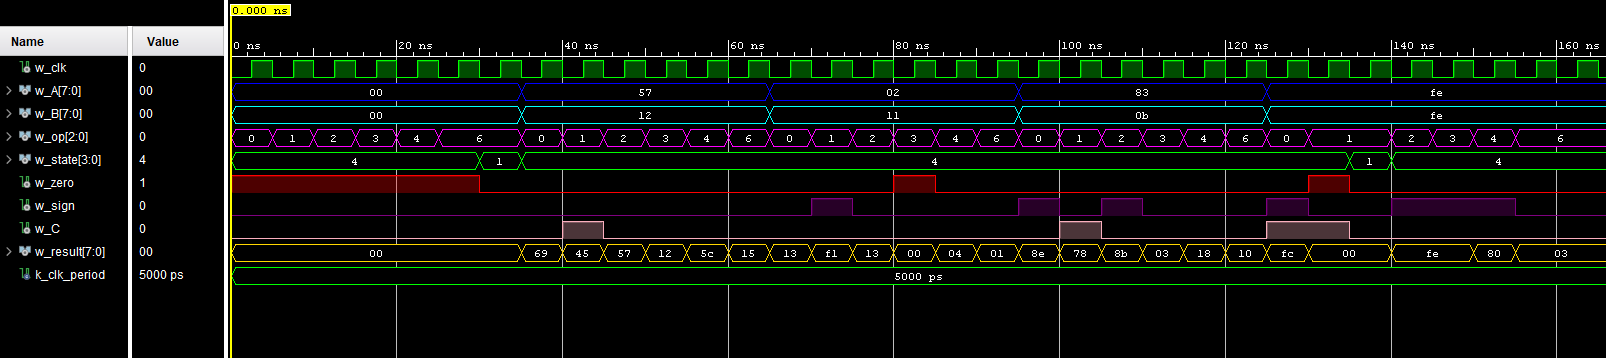 0.000 ns
Name Value
0 ns 20 ns 40 ns 60 ns 80 ns 100 ns 120 ns 140 ns 160 ns
w_clk 0
w_A[7:0] 00 00 57 02 83 fe
w_B[7:0] 00 00 12 11 0b fe
w_op[2:0] 0 0 1 2 3 4 6 0 1 2 3 4 6 0 1 2 3 4 6 0 1 2 3 4 6 0 1 2 3 4 6
w_state[3:0] 4 4 1 4 1 4
w_zero 1
w_sign 0
w_C 0
w_result[7:0] 00 00 69 45 57 12 5c 15 13 f1 13 00 04 01 8e 78 8b 03 18 10 fc 00 fe 80 03
k_clk_period 5000 ps 5000 ps